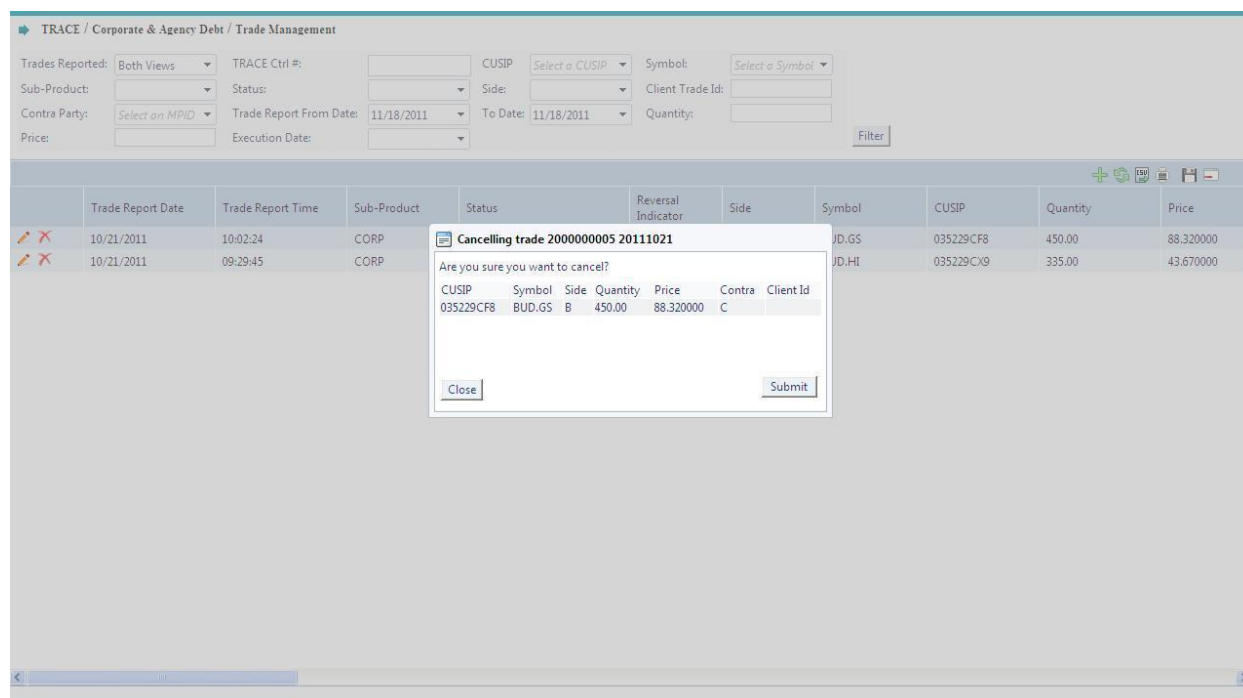 TRACE / Corporate & Agency Debt / Trade Management
Trades Reported: Both Views TRACE Ctrl #: CUSIP Select a CUSIP Symbol: Select a Symbol
Sub-Product: Status: Side: Client Trade Id:
Contra Party: Select an MPID Trade Report From Date: 11/18/2011 To Date: 11/18/2011 Quantity:
Price: Execution Date: Filter
CSV
Trade Report Date Trade Report Time Sub-Product Status Reversal Indicator Side Symbol CUSIP Quantity Price
10/21/2011 10:02:24 CORP JD.GS 035229CF8 450.00 88.320000
10/21/2011 09:29:45 CORP JD.HI 035229CX9 335.00 43.670000
Cancelling trade 2000000005 20111021
Are you sure you want to cancel?
CUSIP Symbol Side Quantity Price Contra Client Id
035229CF8 BUD.GS B 450.00 88.320000 C
Close Submit